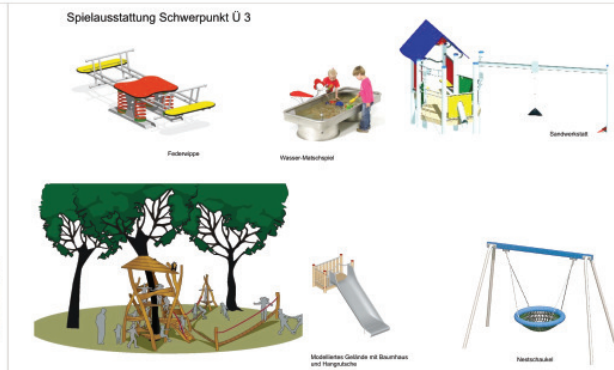 Spielausstattung Schwerpunkt Ü 3
Federwippe
Wasser-Matschspiel
Sandwerkstatt
Modelliertes Gelände mit Baumhaus
und Hangrutsche
Nestschaukel